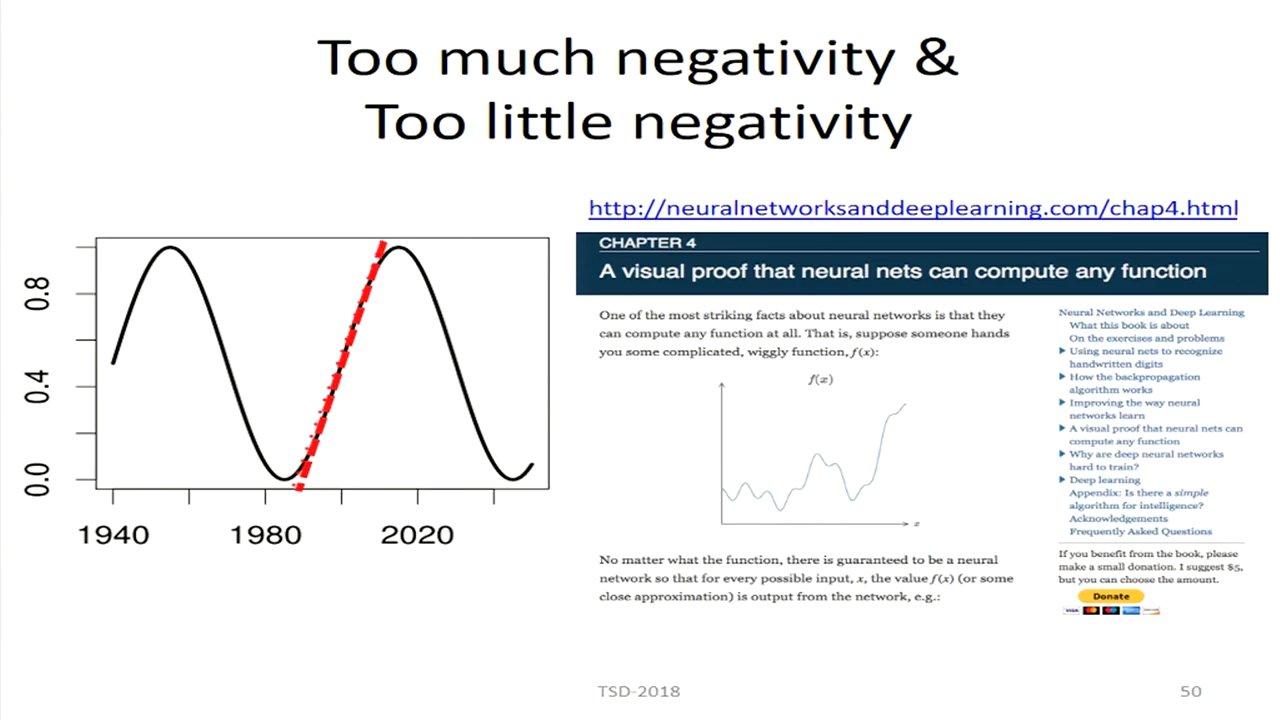 Too much negativity &
Too little negativity
http://neuralnetworksanddeeplearning.com/chap4.html
0.8
0.4
0.0
1940
1980
2020
CHAPTER 4
A visual proof that neural nets can compute any function
One of the most striking facts about neural networks is that they
can compute any function at all. That is, suppose someone hands
you some complicated, wiggly function, f(x):
f(x)
x
No matter what the function, there is guaranteed to be a neural
network so that for every possible input, x, the value f(x) (or some
close approximation) is output from the network, e.g.:
Neural Networks and Deep Learning
What this book is about
On the exercises and problems
Using neural nets to recognize
handwritten digits
How the backpropagation
algorithm works
Improving the way neural
networks learn
A visual proof that neural nets can
compute any function
Why are deep neural networks
hard to train?
Deep learning
Appendix: Is there a simple
algorithm for intelligence?
Acknowledgements
Frequently Asked Questions
If you benefit from the book, please
make a small donation. I suggest $5,
but you can choose the amount.
Donate
VISA
TSD-2018
50